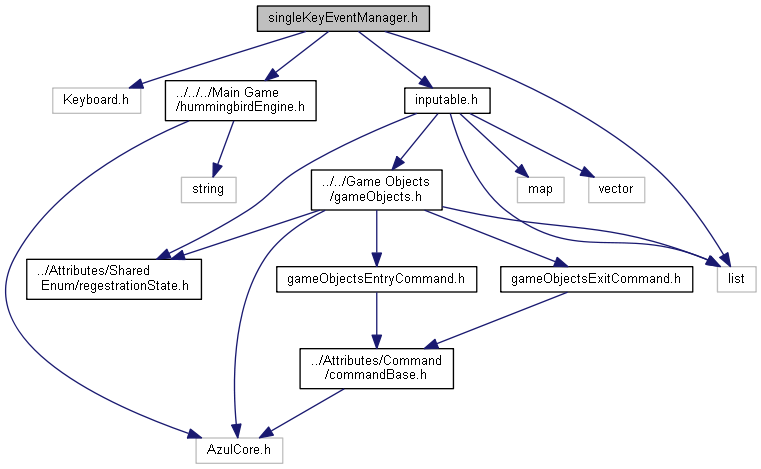 singleKeyEventManager.h
Keyboard.h
../../../Main Game
/hummingbirdEngine.h
inputable.h
string
../../Game Objects
/gameObjects.h
map
vector
../Attributes/Shared
Enum/regestrationState.h
gameObjectsEntryCommand.h
gameObjectsExitCommand.h
list
../Attributes/Command
/commandBase.h
AzulCore.h